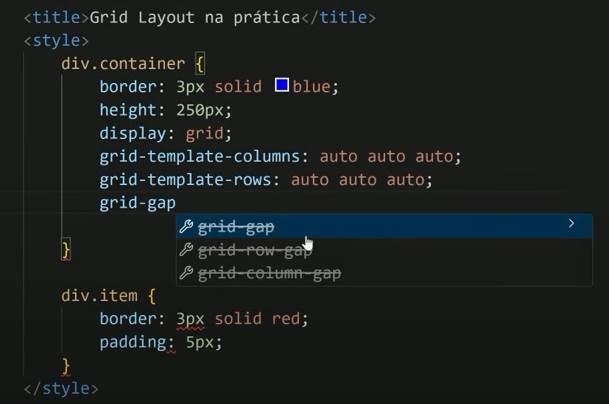 <title>Grid Layout na prática</title>
<style>
div.container {
border: 3px solid blue;
height: 250px;
display: grid;
grid-template-columns: auto auto auto;
grid-template-rows: auto auto auto;
grid-gap
grid-gap
grid-row-gap
grid-column-gap
}
div.item {
border: 3px solid red;
padding: 5px;
}
</style>